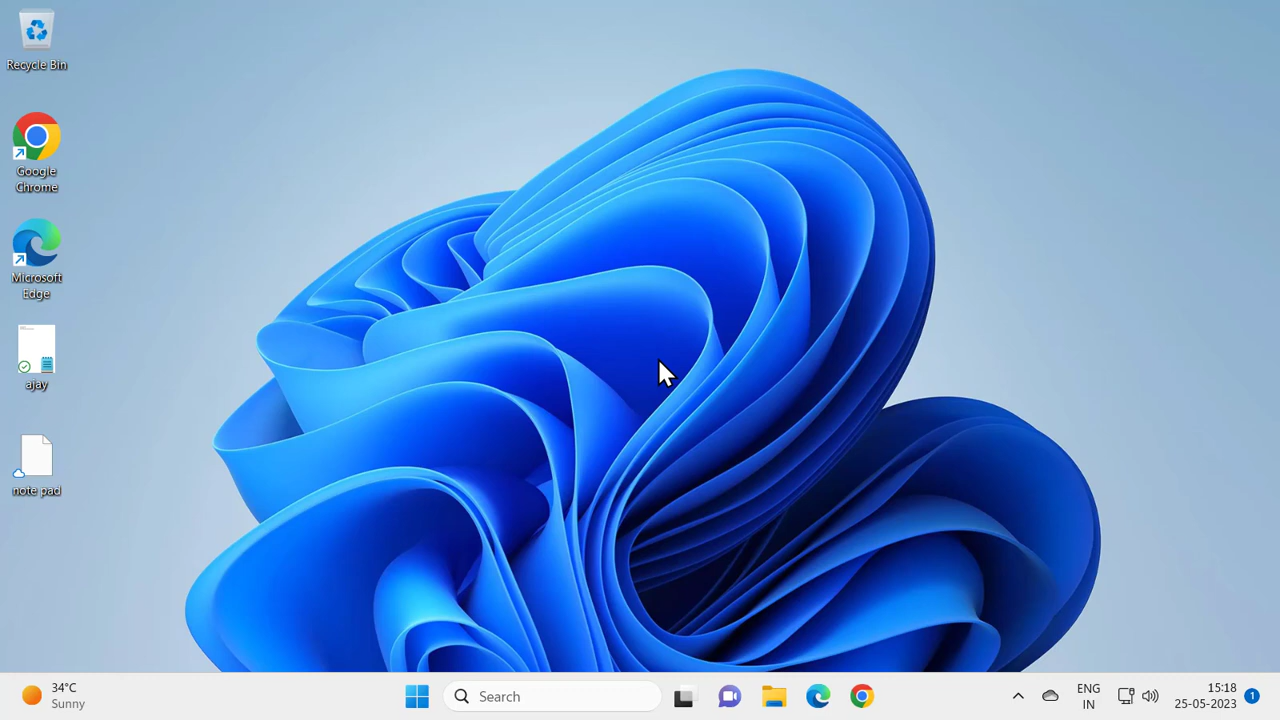 Recycle Bin
Google
Chrome
Microsoft
Edge
ajay
note pad
34°C
Sunny
Search
ENG
IN
15:18
25-05-2023
1